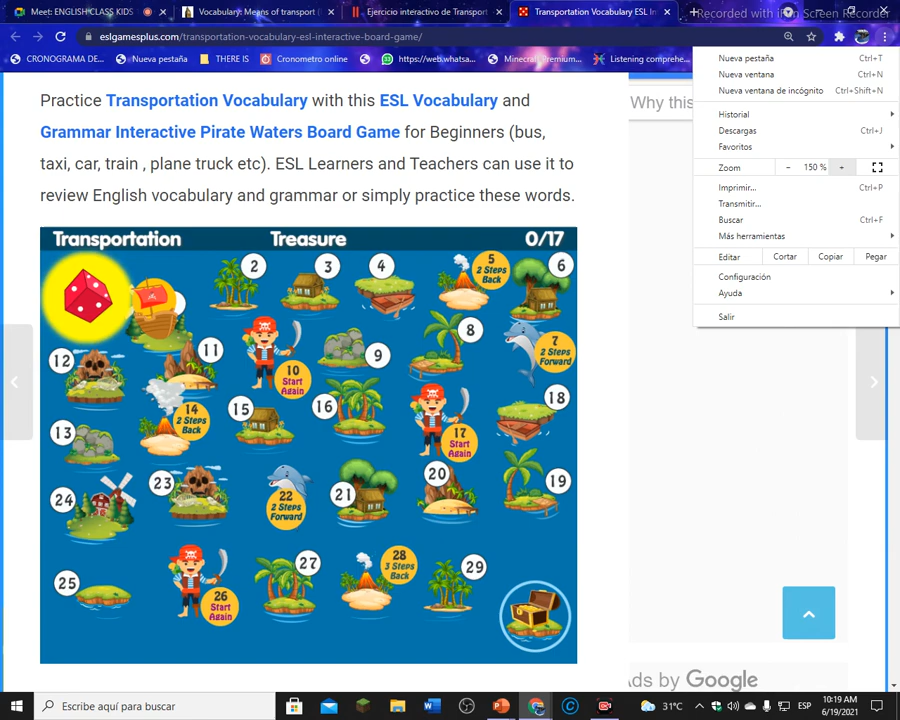 Meet: ENGLISH CLASS KIDS
Vocabulary: Means of transport (
Ejercicio interactivo de Transport
Transportation Vocabulary ESL In
Recorded with iFun Screen Recorder
eslgamesplus.com/transportation-vocabulary-esl-interactive-board-game/
CRONOGRAMA DE...
Nueva pestaña
THERE IS
Cronometro online
https://web.whatsa...
Minecraft Premium...
Listening comprehe...
Practice Transportation Vocabulary with this ESL Vocabulary and
Grammar Interactive Pirate Waters Board Game for Beginners (bus,
taxi, car, train , plane truck etc). ESL Learners and Teachers can use it to
review English vocabulary and grammar or simply practice these words.
Why this
Nueva pestaña Ctrl+T
Nueva ventana Ctrl+N
Nueva ventana de incógnito Ctrl+Shift+N
Historial
Descargas Ctrl+J
Favoritos
Zoom - 150 % +
Imprimir... Ctrl+P
Transmitir...
Buscar Ctrl+F
Más herramientas
Editar Cortar Copiar Pegar
Configuración
Ayuda
Salir
Transportation Treasure 0/17
2
3
4
5
2 Steps
Back
6
7
2 Steps
Forward
8
9
10
Start
Again
11
12
13
14
2 Steps
Back
15
16
17
Start
Again
18
19
20
21
22
2 Steps
Forward
23
24
25
26
Start
Again
27
28
3 Steps
Back
29
Ads by Google
Escribe aquí para buscar
31°C
ESP
10:19 AM
6/19/2021